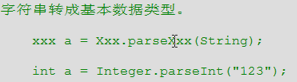 字符串转成基本数据类型。
xxx a = Xxx.parseXxx(String);
int a = Integer.parseInt("123");